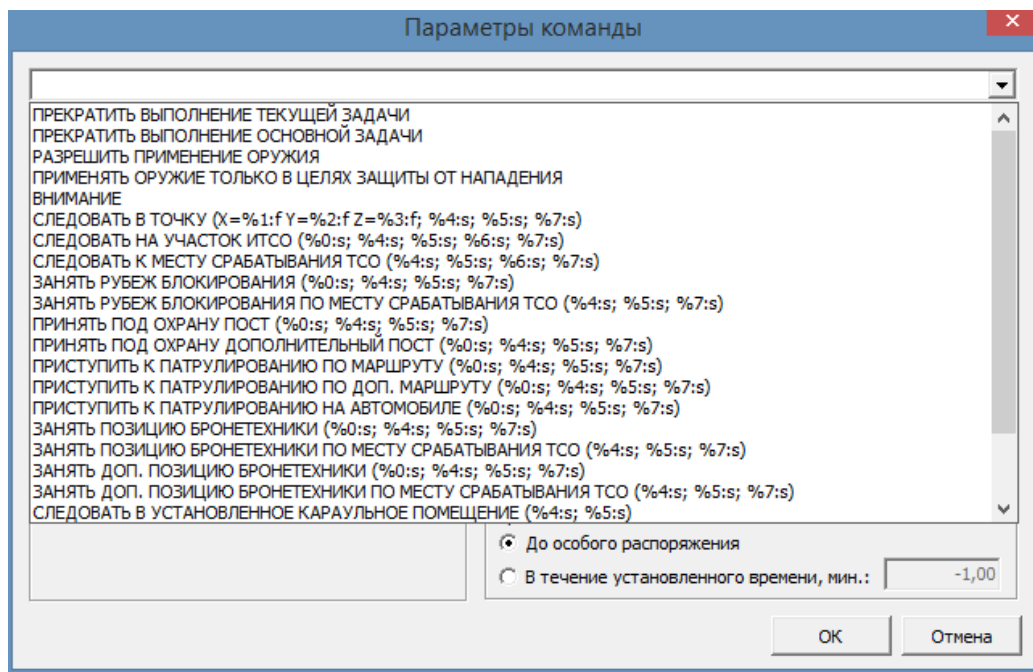 Параметры команды
ПРЕКРАТИТЬ ВЫПОЛНЕНИЕ ТЕКУЩЕЙ ЗАДАЧИ
ПРЕКРАТИТЬ ВЫПОЛНЕНИЕ ОСНОВНОЙ ЗАДАЧИ
РАЗРЕШИТЬ ПРИМЕНЕНИЕ ОРУЖИЯ
ПРИМЕНЯТЬ ОРУЖИЕ ТОЛЬКО В ЦЕЛЯХ ЗАЩИТЫ ОТ НАПАДЕНИЯ
ВНИМАНИЕ
СЛЕДОВАТЬ В ТОЧКУ (X=%1:f Y=%2:f Z=%3:f; %4:s; %5:s; %7:s)
СЛЕДОВАТЬ НА УЧАСТОК ИТСО (%0:s; %4:s; %5:s; %6:s; %7:s)
СЛЕДОВАТЬ К МЕСТУ СРАБАТЫВАНИЯ ТСО (%4:s; %5:s; %6:s; %7:s)
ЗАНЯТЬ РУБЕЖ БЛОКИРОВАНИЯ (%0:s; %4:s; %5:s; %7:s)
ЗАНЯТЬ РУБЕЖ БЛОКИРОВАНИЯ ПО МЕСТУ СРАБАТЫВАНИЯ ТСО (%4:s; %5:s; %7:s)
ПРИНЯТЬ ПОД ОХРАНУ ПОСТ (%0:s; %4:s; %5:s; %7:s)
ПРИНЯТЬ ПОД ОХРАНУ ДОПОЛНИТЕЛЬНЫЙ ПОСТ (%0:s; %4:s; %5:s; %7:s)
ПРИСТУПИТЬ К ПАТРУЛИРОВАНИЮ ПО МАРШРУТУ (%0:s; %4:s; %5:s; %7:s)
ПРИСТУПИТЬ К ПАТРУЛИРОВАНИЮ ПО ДОП. МАРШРУТУ (%0:s; %4:s; %5:s; %7:s)
ПРИСТУПИТЬ К ПАТРУЛИРОВАНИЮ НА АВТОМОБИЛЕ (%0:s; %4:s; %5:s; %7:s)
ЗАНЯТЬ ПОЗИЦИЮ БРОНЕТЕХНИКИ (%0:s; %4:s; %5:s; %7:s)
ЗАНЯТЬ ПОЗИЦИЮ БРОНЕТЕХНИКИ ПО МЕСТУ СРАБАТЫВАНИЯ ТСО (%4:s; %5:s; %7:s)
ЗАНЯТЬ ДОП. ПОЗИЦИЮ БРОНЕТЕХНИКИ (%0:s; %4:s; %5:s; %7:s)
ЗАНЯТЬ ДОП. ПОЗИЦИЮ БРОНЕТЕХНИКИ ПО МЕСТУ СРАБАТЫВАНИЯ ТСО (%4:s; %5:s; %7:s)
СЛЕДОВАТЬ В УСТАНОВЛЕННОЕ КАРАУЛЬНОЕ ПОМЕЩЕНИЕ (%4:s; %5:s)
До особого распоряжения
В течение установленного времени, мин.: -1,00
ОК Отмена